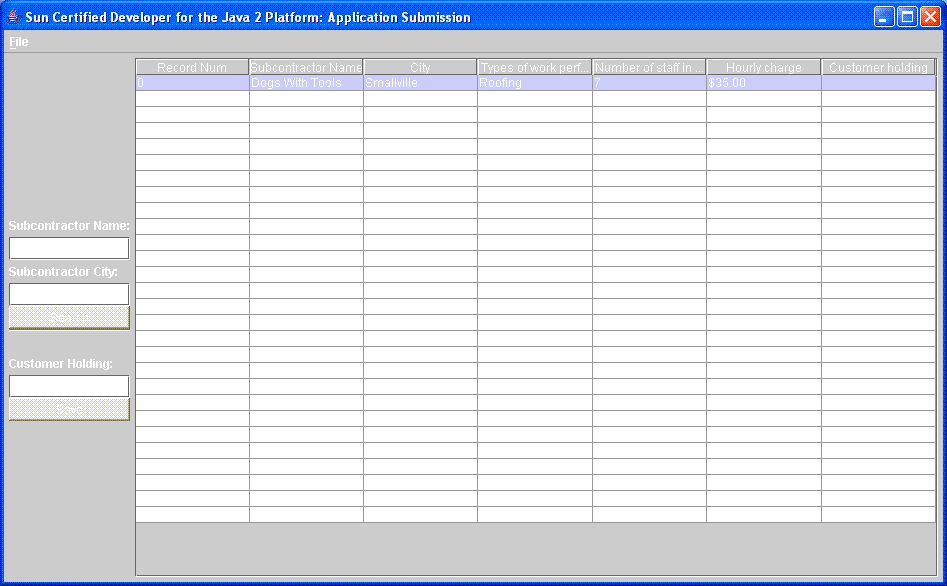 Sun Certified Developer for the Java 2 Platform: Application Submission
File
Record Num Subcontractor Name City Types of work perf... Number of staff in ... Hourly charge Customer holding
0 Dogs With Tools Smallville Roofing 7 $35.00
Subcontractor Name:
Subcontractor City:
Search
Customer Holding:
Save